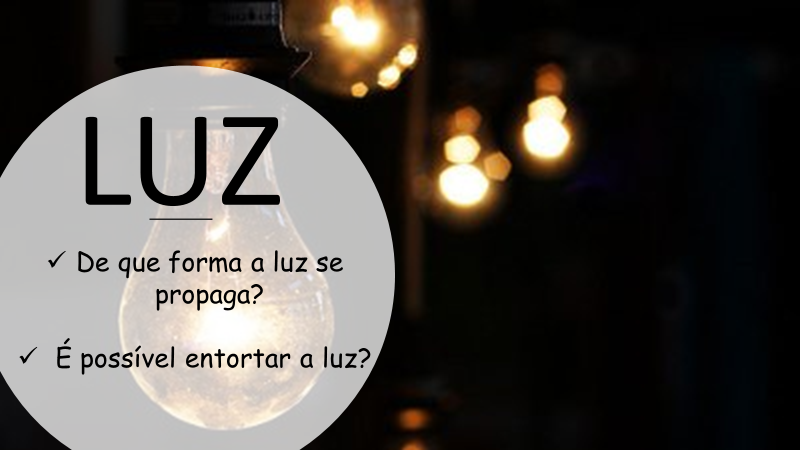 LUZ
✓ De que forma a luz se
propaga?
✓ É possível entortar a luz?